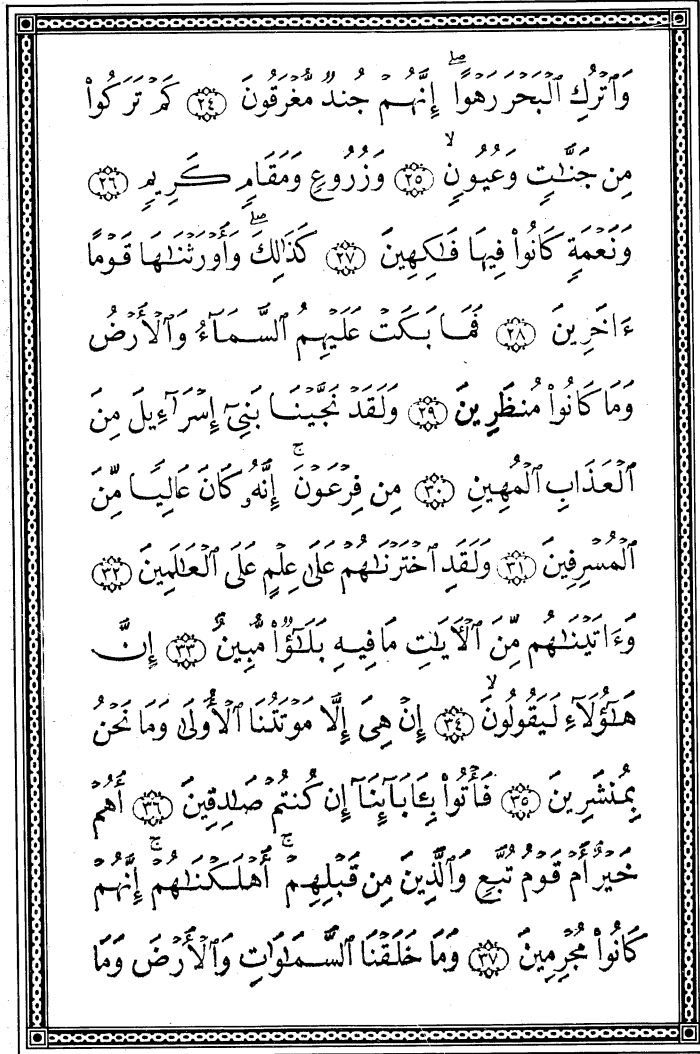 وَٱتۡرُكِ ٱلۡبَحۡرَ رَهۡوًاۖ إِنَّهُمۡ جُندٞ مُّغۡرَقُونَ ٢٤ كَمۡ تَرَكُواْ
مِن جَنَّٰتٖ وَعُيُونٖ ٢٥ وَزُرُوعٖ وَمَقَامٖ كَرِيمٖ ٢٦
وَنَعۡمَةٖ كَانُواْ فِيهَا فَٰكِهِينَ ٢٧ كَذَٰلِكَۖ وَأَوۡرَثۡنَٰهَا قَوۡمًا
ءَاخَرِينَ ٢٨ فَمَا بَكَتۡ عَلَيۡهِمُ ٱلسَّمَآءُ وَٱلۡأَرۡضُ
وَمَا كَانُواْ مُنظَرِينَ ٢٩ وَلَقَدۡ نَجَّيۡنَا بَنِيٓ إِسۡرَٰٓءِيلَ مِنَ
ٱلۡعَذَابِ ٱلۡمُهِينِ ٣٠ مِن فِرۡعَوۡنَۚ إِنَّهُۥ كَانَ عَالِيٗا مِّنَ
ٱلۡمُسۡرِفِينَ ٣١ وَلَقَدِ ٱخۡتَرۡنَٰهُمۡ عَلَىٰ عِلۡمٍ عَلَى ٱلۡعَٰلَمِينَ ٣٢
وَءَاتَيۡنَٰهُم مِّنَ ٱلۡأٓيَٰتِ مَا فِيهِ بَلَٰٓؤٞاْ مُّبِينٌ ٣٣ إِنَّ
هَٰٓؤُلَآءِ لَيَقُولُونَ ٣٤ إِنۡ هِيَ إِلَّا مَوۡتَتُنَا ٱلۡأُولَىٰ وَمَا نَحۡنُ
بِمُنشَرِينَ ٣٥ فَأۡتُواْ بِـَٔابَآئِنَآ إِن كُنتُمۡ صَٰدِقِينَ ٣٦ أَهُمۡ
خَيۡرٌ أَمۡ قَوۡمُ تُبَّعٖ وَٱلَّذِينَ مِن قَبۡلِهِمۡ أَهۡلَكۡنَٰهُمۡۚ إِنَّهُمۡ
كَانُواْ مُجۡرِمِينَ ٣٧ وَمَا خَلَقۡنَا ٱلسَّمَٰوَٰتِ وَٱلۡأَرۡضَ وَمَا